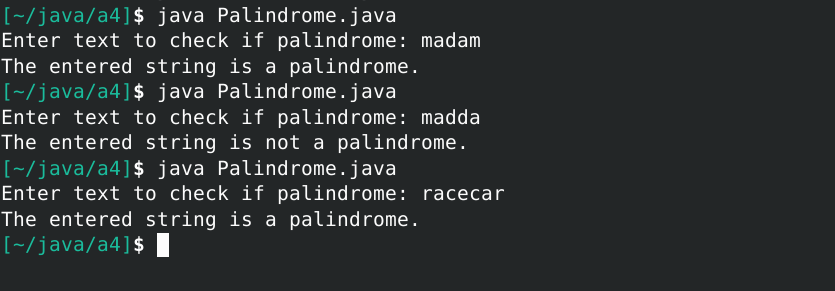 [~/java/a4]$ java Palindrome.java
Enter text to check if palindrome: madam
The entered string is a palindrome.
[~/java/a4]$ java Palindrome.java
Enter text to check if palindrome: madda
The entered string is not a palindrome.
[~/java/a4]$ java Palindrome.java
Enter text to check if palindrome: racecar
The entered string is a palindrome.
[~/java/a4]$